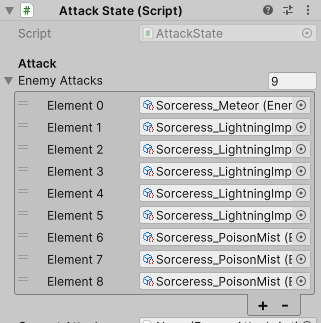 Attack State (Script)
Script AttackState
Attack
Enemy Attacks 9
Element 0 Sorceress_Meteor (Ener
Element 1 Sorceress_LightningImp
Element 2 Sorceress_LightningImp
Element 3 Sorceress_LightningImp
Element 4 Sorceress_LightningImp
Element 5 Sorceress_LightningImp
Element 6 Sorceress_PoisonMist (E
Element 7 Sorceress_PoisonMist (E
Element 8 Sorceress_PoisonMist (E
+ -